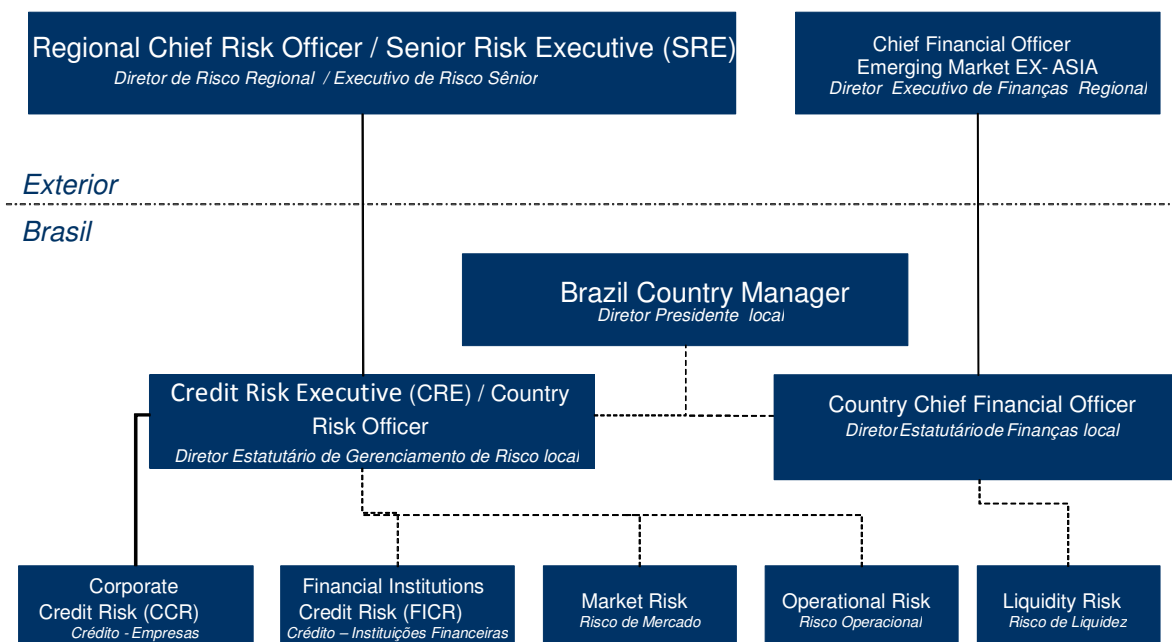 Regional Chief Risk Officer / Senior Risk Executive (SRE)
Diretor de Risco Regional / Executivo de Risco Sênior
Chief Financial Officer
Emerging Market EX- ASIA
Diretor Executivo de Finanças Regional
Exterior
Brasil
Brazil Country Manager
Diretor Presidente local
Credit Risk Executive (CRE) / Country
Risk Officer
Diretor Estatutário de Gerenciamento de Risco local
Country Chief Financial Officer
Diretor Estatutário de Finanças local
Corporate
Credit Risk (CCR)
Crédito - Empresas
Financial Institutions
Credit Risk (FICR)
Crédito – Instituições Financeiras
Market Risk
Risco de Mercado
Operational Risk
Risco Operacional
Liquidity Risk
Risco de Liquidez